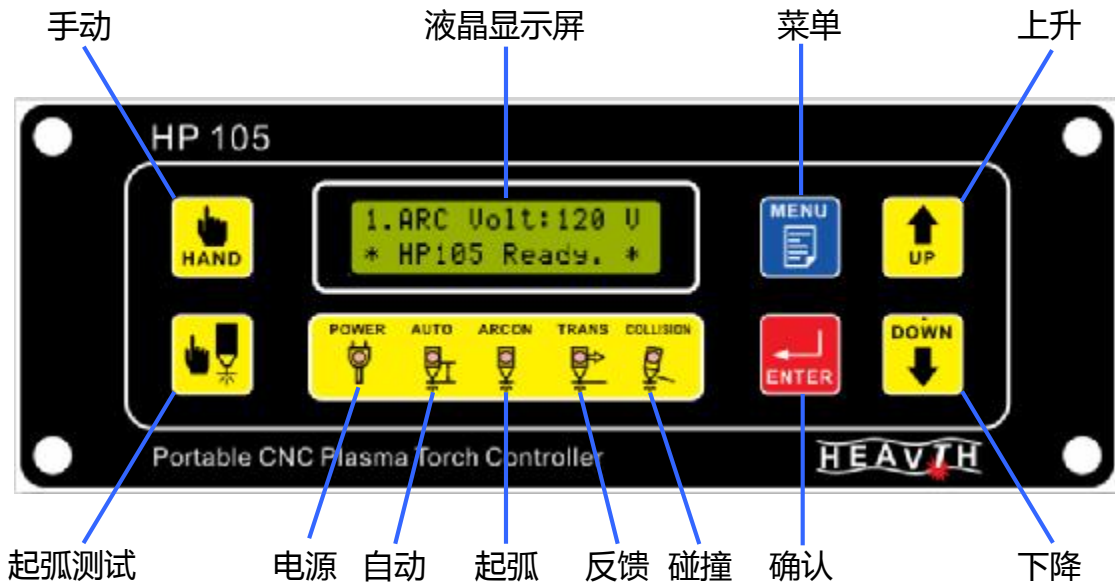 手动 液晶显示屏 菜单 上升
HP 105
HAND
1.ARC Volt:120 V
* HP105 Ready. *
MENU
UP
POWER AUTO ARCON TRANS COLLISION
ENTER
DOWN
Portable CNC Plasma Torch Controller
HEAVTH
起弧测试 电源 自动 起弧 反馈 碰撞 确认 下降